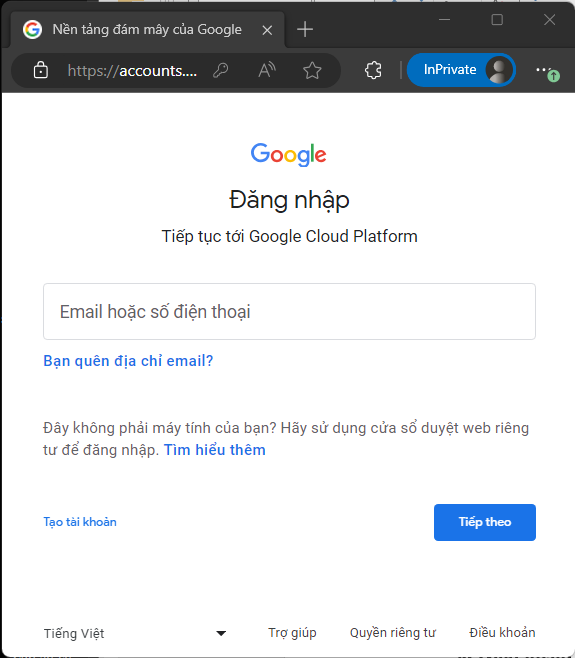 Nền tảng đám mây của Google
https://accounts....
InPrivate
Google
Đăng nhập
Tiếp tục tới Google Cloud Platform
Email hoặc số điện thoại
Bạn quên địa chỉ email?
Đây không phải máy tính của bạn? Hãy sử dụng cửa sổ duyệt web riêng
tư để đăng nhập. Tìm hiểu thêm
Tạo tài khoản
Tiếp theo
Tiếng Việt
Trợ giúp
Quyền riêng tư
Điều khoản